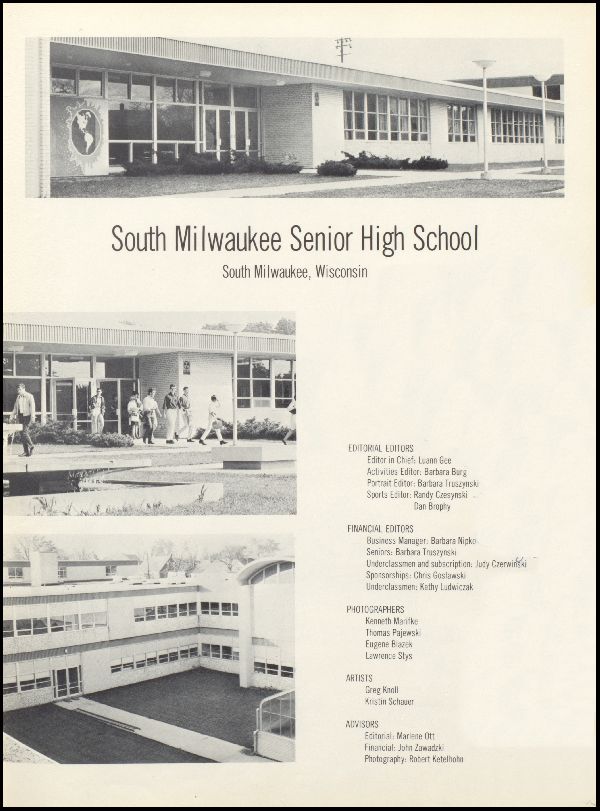 South Milwaukee Senior High School
South Milwaukee, Wisconsin
EDITORIAL EDITORS
Editor in Chief: Luann Gee
Activities Editor: Barbara Burg
Portrait Editor: Barbara Truszynski
Sports Editor: Randy Czesynski
Dan Brophy
FINANCIAL EDITORS
Business Manager: Barbara Nipko
Seniors: Barbara Truszynski
Underclassmen and subscription: Judy Czerwinski
Sponsorships: Chris Goslawski
Underclassmen: Kathy Ludwiczak
PHOTOGRAPHERS
Kenneth Manfke
Thomas Pajewski
Eugene Blazek
Lawrence Stys
ARTISTS
Greg Knoll
Kristin Schauer
ADVISORS
Editorial: Marlene Ott
Financial: John Zawadzki
Photography: Robert Ketelhohn